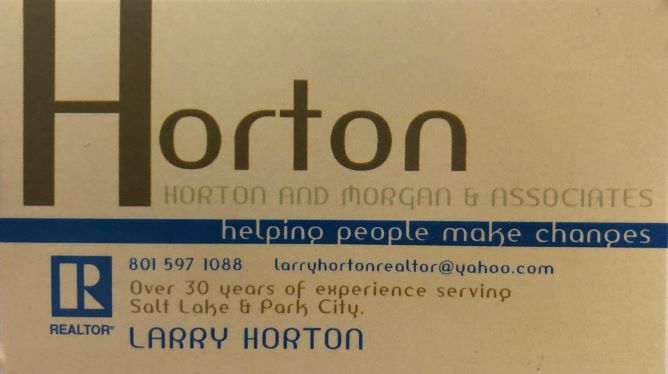 Horton
HORTON AND MORGAN & ASSOCIATES
helping people make changes
801 597 1088 larryhortonrealtor@yahoo.com
Over 30 years of experience serving
Salt Lake & Park City.
R
REALTOR®
LARRY HORTON